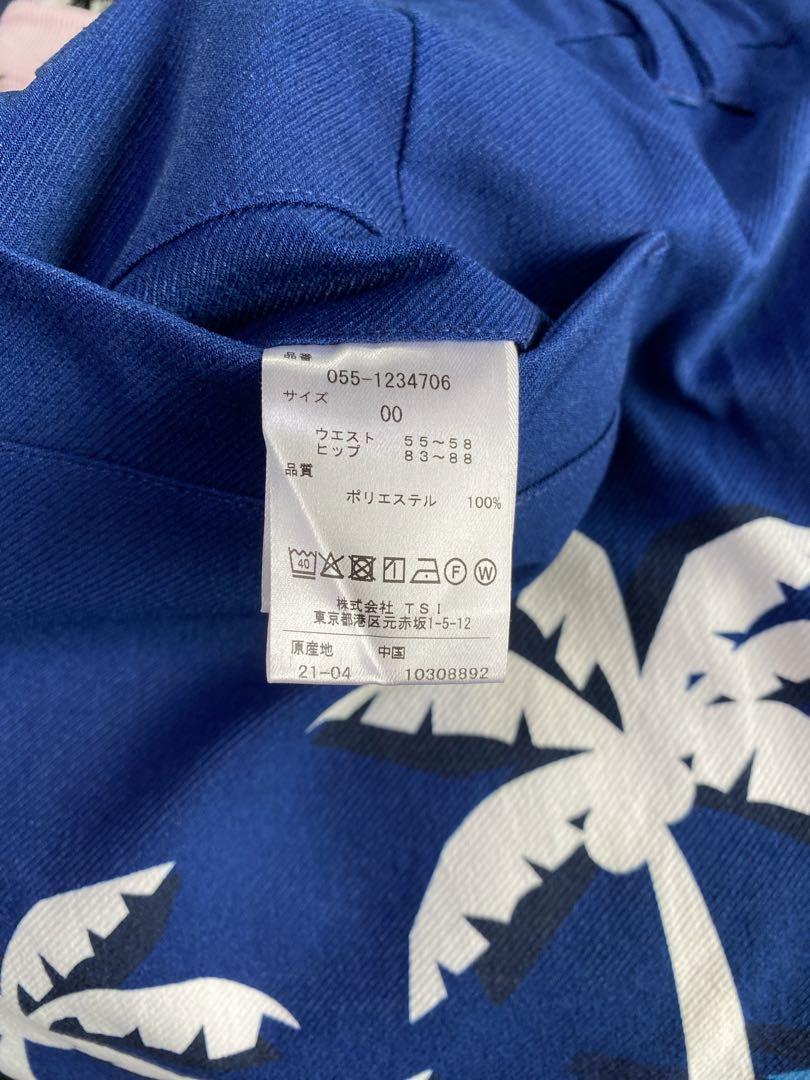 品番
055-1234706
サイズ
00
ウエスト 55～58
ヒップ 83～88
品質
ポリエステル 100%
40 F W
株式会社 TSI
東京都港区元赤坂1-5-12
原産地 中国
21-04 10308892